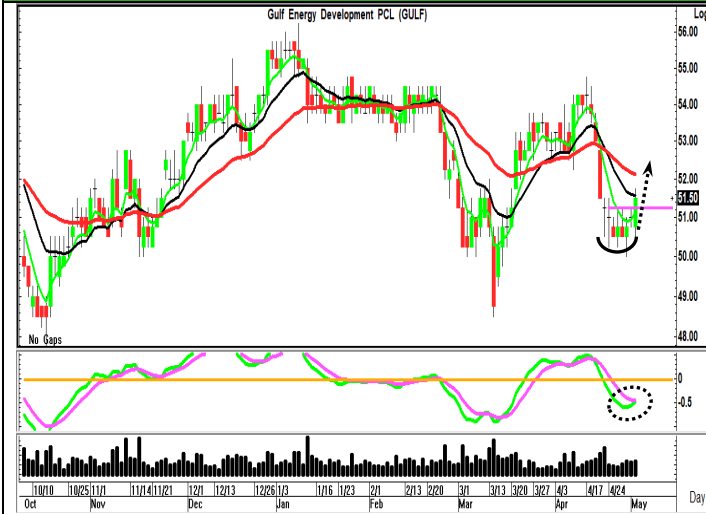 Gulf Energy Development PCL (GULF)
Log
56.00
55.00
54.00
53.00
52.00
51.50
51.00
50.00
49.00
48.00
No Gaps
0
-0.5
10/10 10/25 11/1 11/14 11/21 12/1 12/13 12/26 1/3 1/16 1/23 2/1 2/13 2/20 3/1 3/13 3/20 3/27 4/3 4/17 4/24
Oct Nov Dec Jan Feb Mar Apr May
Day